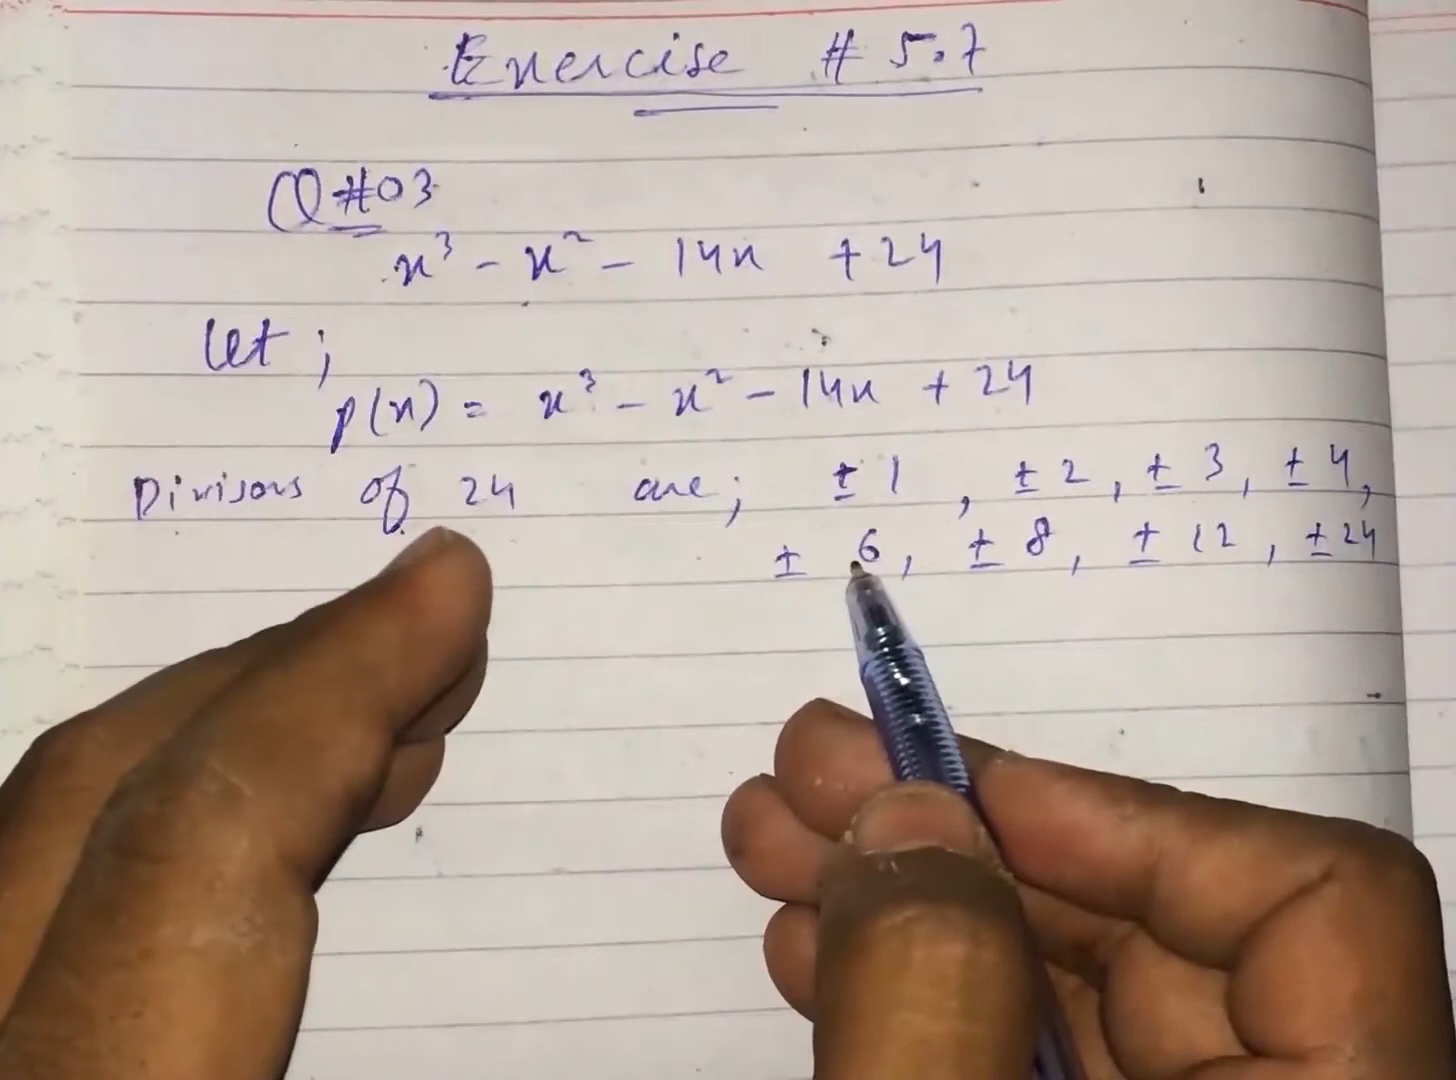 Exercise # 5.7
Q#03
x³ - x² - 14x + 24
let ;
p(x) = x³ - x² - 14x + 24
Divisors of 24 are; ± 1 , ± 2 , ± 3 , ± 4 ,
± 6 , ± 8 , ± 12 , ± 24